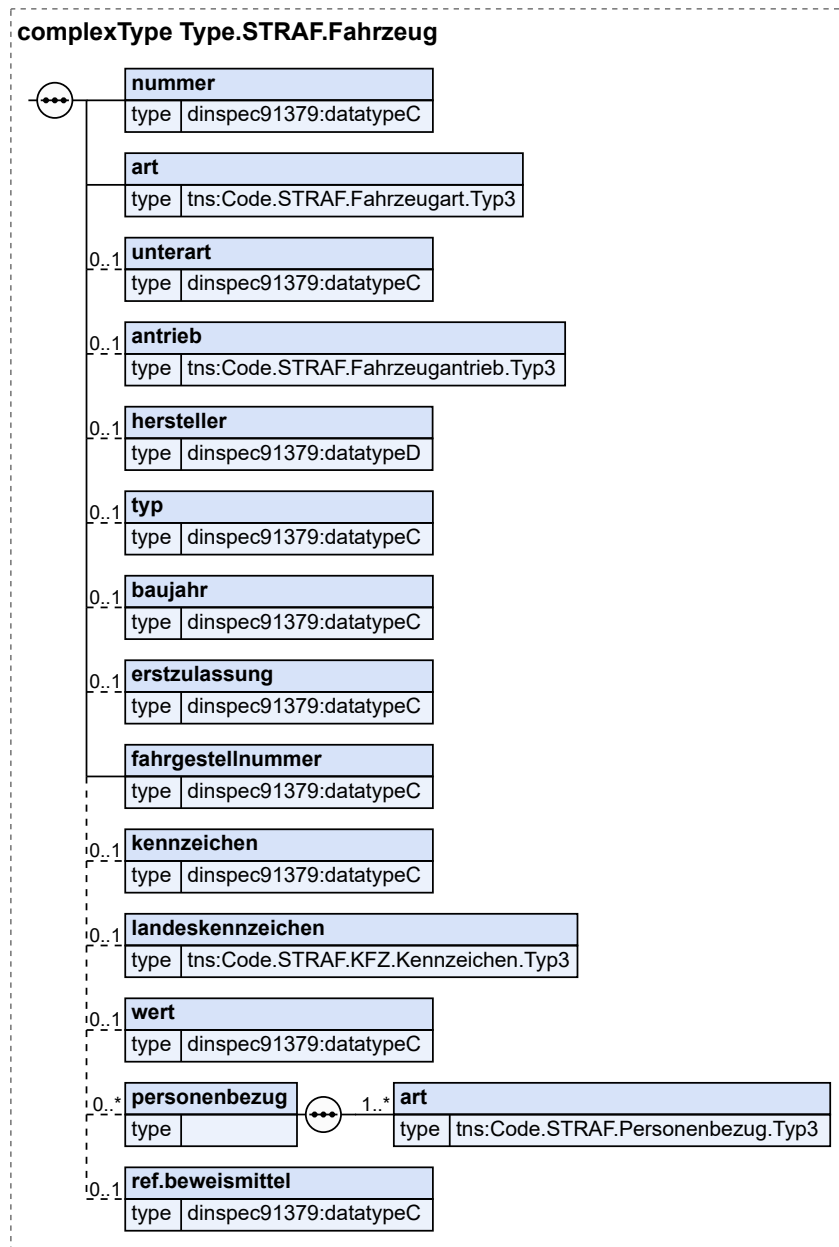 complexType Type.STRAF.Fahrzeug
nummer
type dinspec91379:datatypeC
art
type tns:Code.STRAF.Fahrzeugart.Typ3
0..1 unterart
type dinspec91379:datatypeC
0..1 antrieb
type tns:Code.STRAF.Fahrzeugantrieb.Typ3
0..1 hersteller
type dinspec91379:datatypeD
0..1 typ
type dinspec91379:datatypeC
0..1 baujahr
type dinspec91379:datatypeC
0..1 erstzulassung
type dinspec91379:datatypeC
fahrgestellnummer
type dinspec91379:datatypeC
0..1 kennzeichen
type dinspec91379:datatypeC
0..1 landeskennzeichen
type tns:Code.STRAF.KFZ.Kennzeichen.Typ3
0..1 wert
type dinspec91379:datatypeC
0..* personenbezug 1..* art
type type tns:Code.STRAF.Personenbezug.Typ3
0..1 ref.beweismittel
type dinspec91379:datatypeC